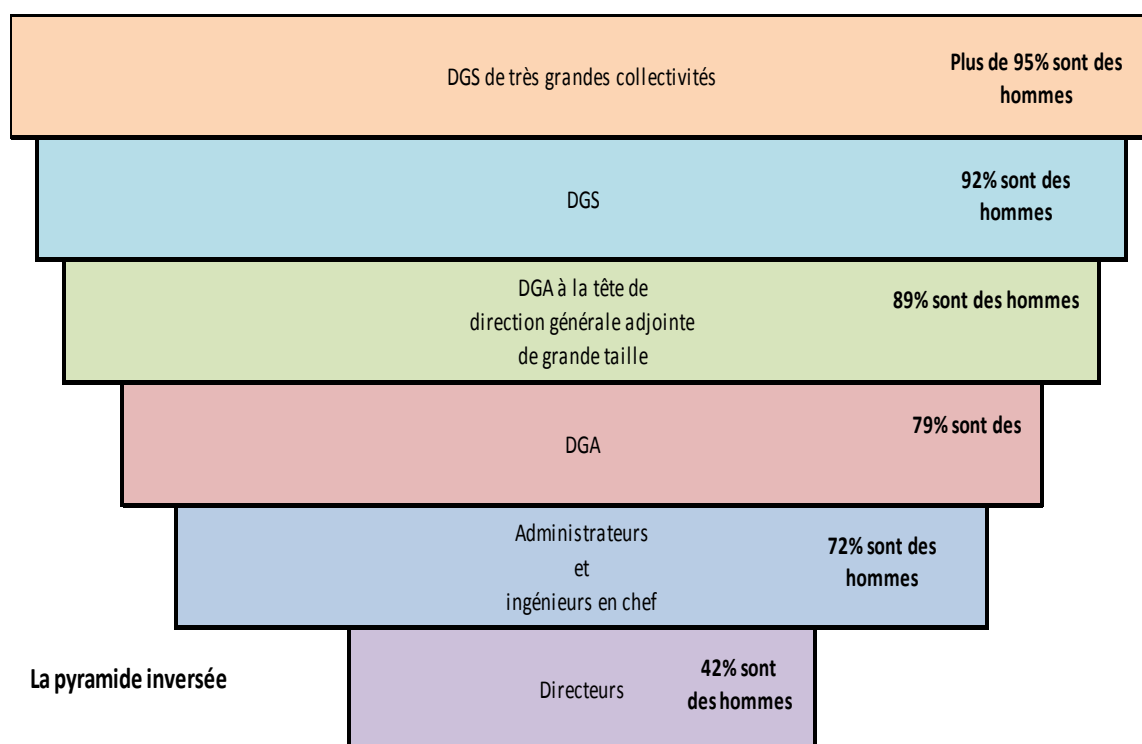 DGS de très grandes collectivités
Plus de 95% sont des
hommes
DGS
92% sont des
hommes
DGA à la tête de
direction générale adjointe
de grande taille
89% sont des hommes
DGA
79% sont des
Administrateurs
et
ingénieurs en chef
72% sont des
hommes
La pyramide inversée
Directeurs
42% sont
des hommes